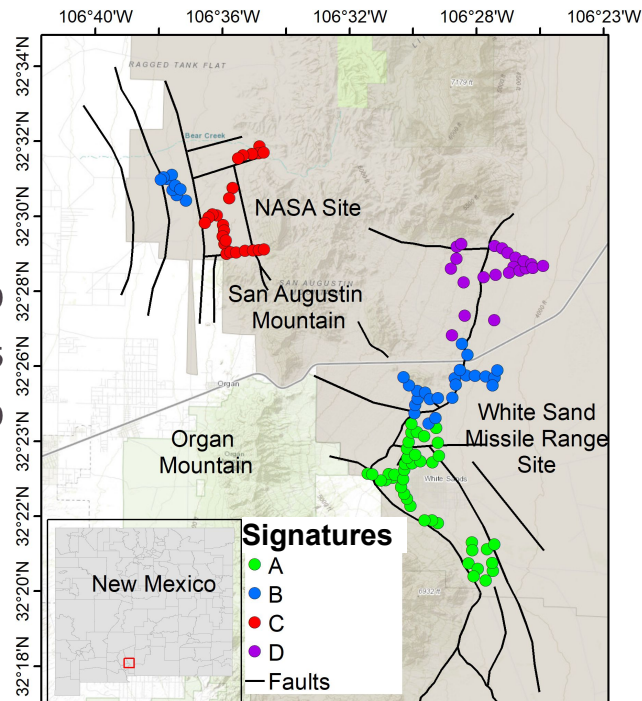 106°40'W 106°35'W 106°32'W 106°28'W 106°23'W
32°34'N
32°32'N
32°30'N
32°28'N
32°26'N
32°23'N
32°22'N
32°20'N
32°18'N
RAGGED TANK FLAT
Bear Creek
NASA Site
SAN AUGUSTIN
San Augustin
Mountain
Organ
Organ
Mountain
White Sand
Missile Range
Site
White Sands
New Mexico
Signatures
A
B
C
D
Faults